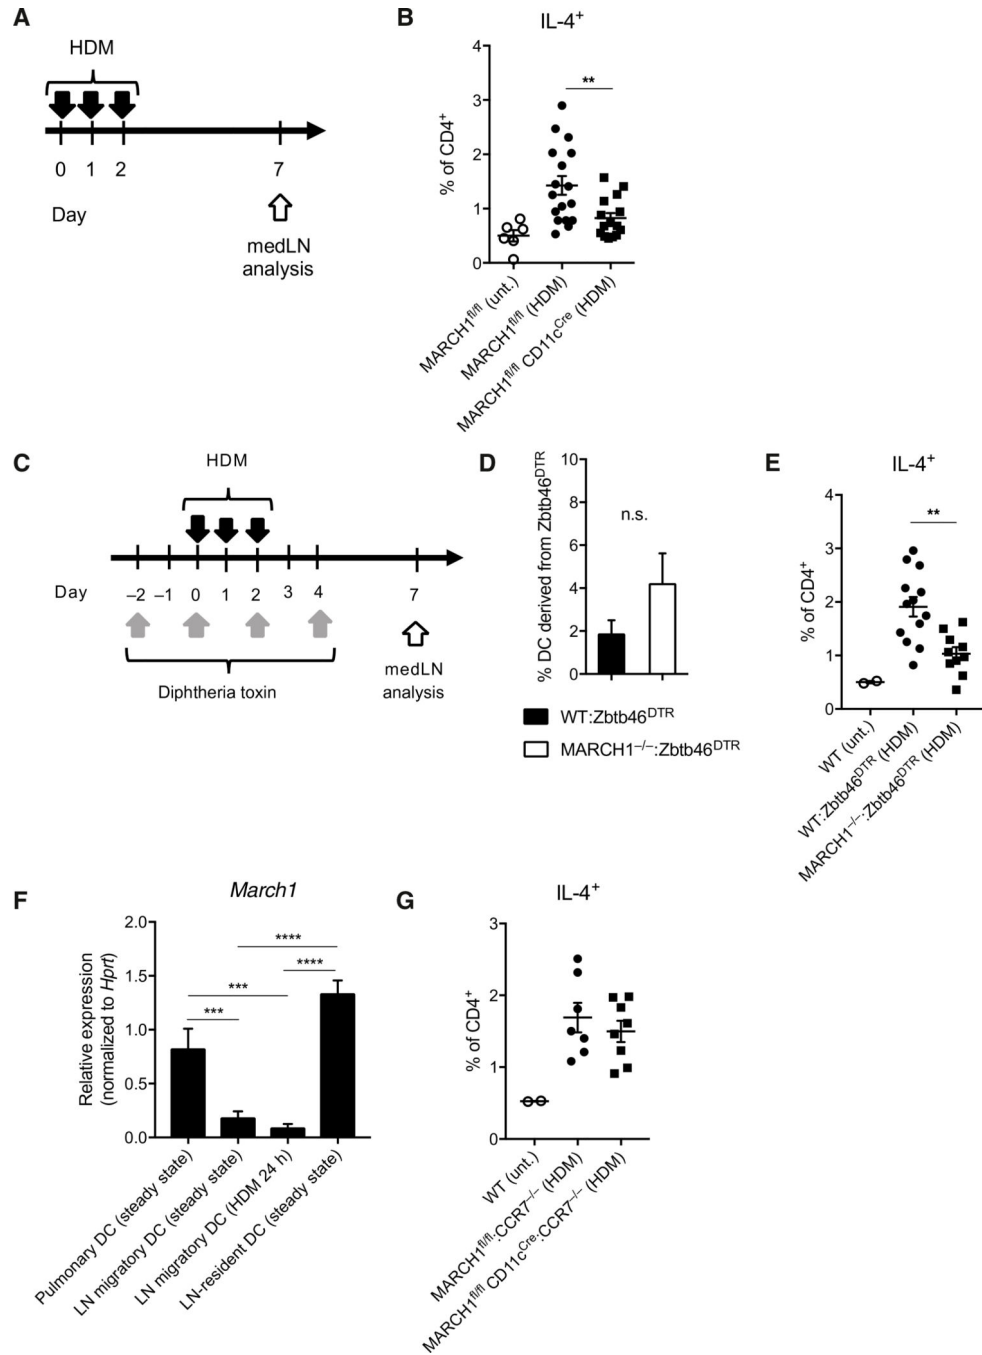 A
HDM
0 1 2 7
Day
medLN
analysis
B
IL-4+
4
3
2
1
0
% of CD4+
**
MARCH1fl/fl (unt.)
MARCH1fl/fl (HDM)
MARCH1fl/fl CD11cCre (HDM)
C
HDM
Day –2 –1 0 1 2 3 4 7
Diphtheria toxin
medLN
analysis
D
10
8
6
4
2
0
% DC derived from Zbtb46DTR
n.s.
WT:Zbtb46DTR
MARCH1–/–:Zbtb46DTR
E
IL-4+
4
3
2
1
0
% of CD4+
**
WT (unt.)
WT:Zbtb46DTR (HDM)
MARCH1–/–:Zbtb46DTR (HDM)
F
March1
2.0
1.5
1.0
0.5
0.0
Relative expression
(normalized to Hprt)
****
****
***
***
Pulmonary DC (steady state)
LN migratory DC (steady state)
LN migratory DC (HDM 24 h)
LN-resident DC (steady state)
G
IL-4+
3
2
1
0
% of CD4+
WT (unt.)
MARCH1fl/fl:CCR7–/– (HDM)
MARCH1fl/fl CD11cCre:CCR7–/– (HDM)